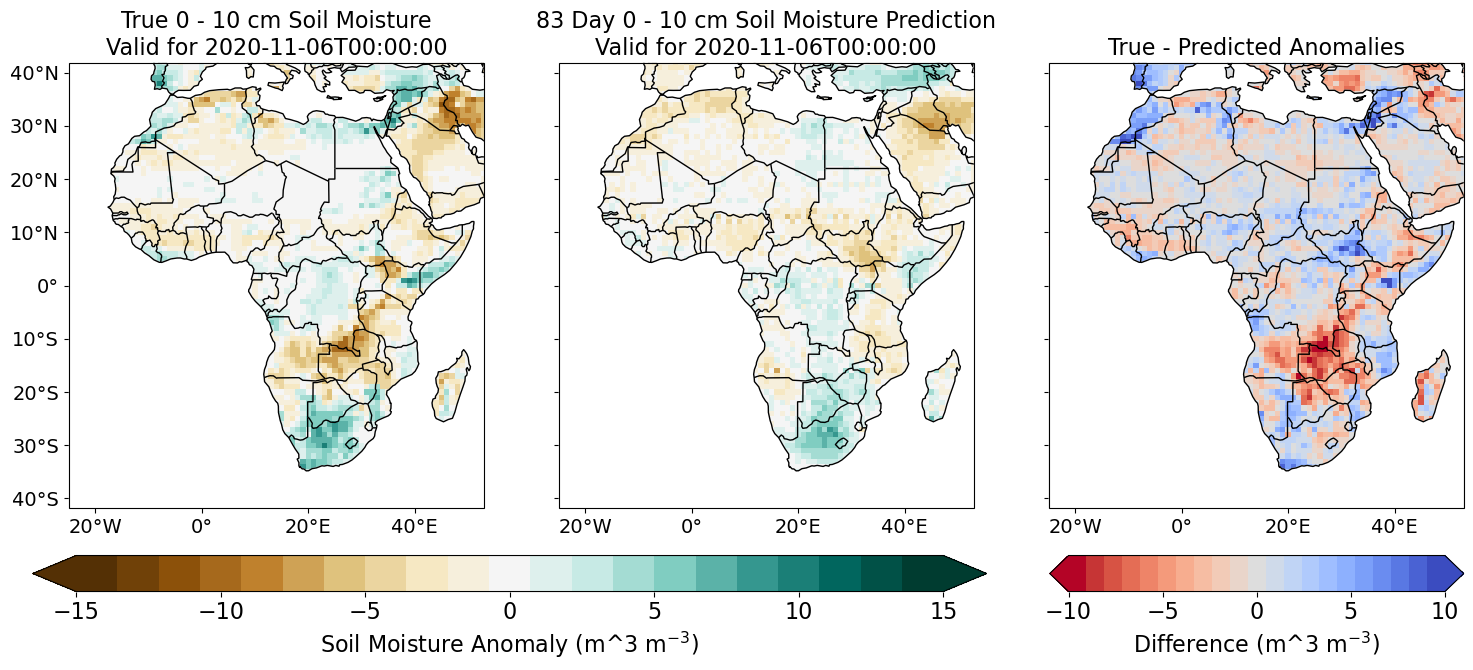 True 0 - 10 cm Soil Moisture
Valid for 2020-11-06T00:00:00
83 Day 0 - 10 cm Soil Moisture Prediction
Valid for 2020-11-06T00:00:00
True - Predicted Anomalies
40°N
30°N
20°N
10°N
0°
10°S
20°S
30°S
40°S
20°W 0° 20°E 40°E
20°W 0° 20°E 40°E
20°W 0° 20°E 40°E
−15 −10 −5 0 5 10 15
Soil Moisture Anomaly (m^3 m⁻³)
−10 −5 0 5 10
Difference (m^3 m⁻³)